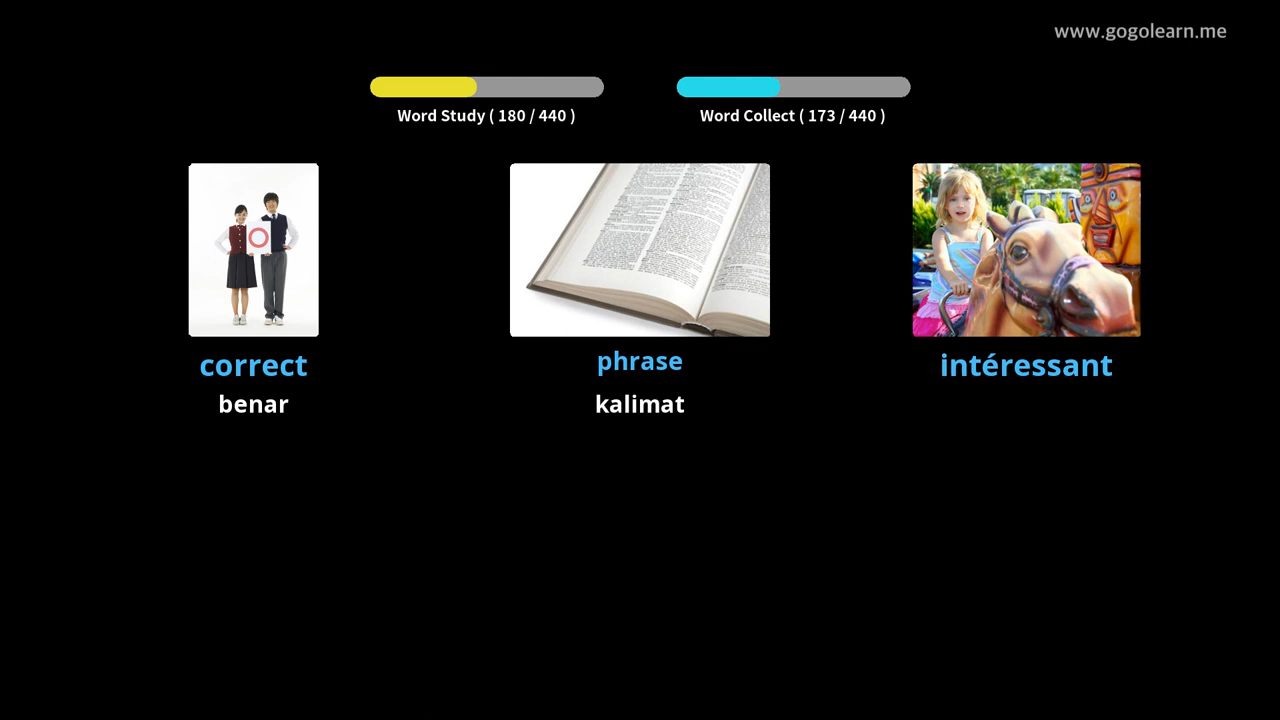 www.gogolearn.me
Word Study ( 180 / 440 )
Word Collect ( 173 / 440 )
correct
benar
phrase
kalimat
intéressant